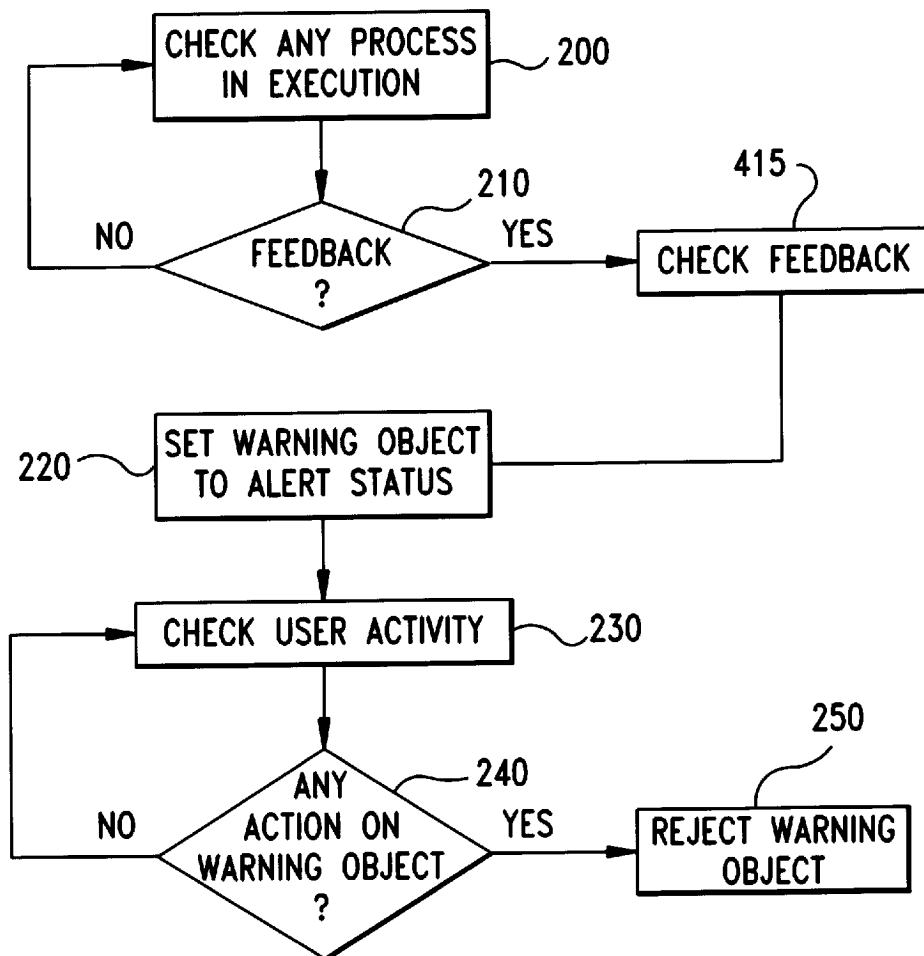 CHECK ANY PROCESS
IN EXECUTION
200
210
NO
FEEDBACK
?
YES
415
CHECK FEEDBACK
220
SET WARNING OBJECT
TO ALERT STATUS
CHECK USER ACTIVITY
230
240
NO
ANY
ACTION ON
WARNING OBJECT
?
YES
250
REJECT WARNING
OBJECT